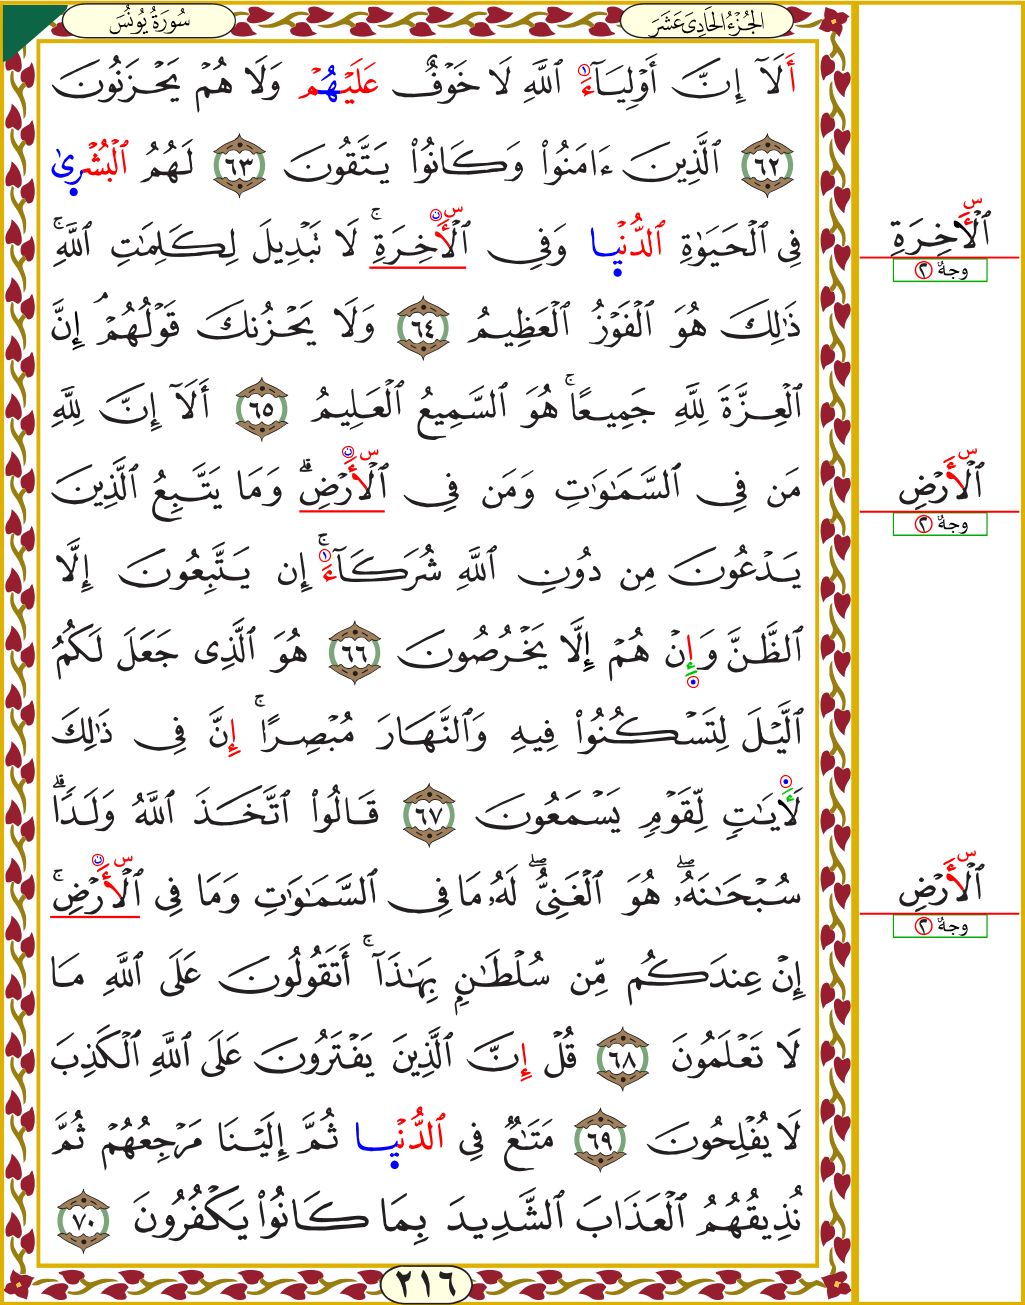 سُورَةُ يُونُسَ
الجُزْءُ الحَادِىَ عَشَرَ
أَلَآ إِنَّ أَوْلِيَآءَ ١ ٱللَّهِ لَا خَوْفٌ عَلَيْهُمْ وَلَا هُمْ يَحْزَنُونَ
٦٢ ٱلَّذِينَ ءَامَنُوا۟ وَكَانُوا۟ يَتَّقُونَ ٦٣ لَهُمُ ٱلْبُشْرِىٰ
فِى ٱلْحَيَوٰةِ ٱلدُّنْيِـا وَفِى ٱلْأَخِرَةِ ۚ لَا تَبْدِيلَ لِكَلِمَٰتِ ٱللَّهِ ۚ
ذَٰلِكَ هُوَ ٱلْفَوْزُ ٱلْعَظِيمُ ٦٤ وَلَا يَحْزُنكَ قَوْلُهُمْ ۘ إِنَّ
ٱلْعِزَّةَ لِلَّهِ جَمِيعًا ۚ هُوَ ٱلسَّمِيعُ ٱلْعَلِيمُ ٦٥ أَلَآ إِنَّ لِلَّهِ
مَن فِى ٱلسَّمَٰوَٰتِ وَمَن فِى ٱلْأَرْضِ ۗ وَمَا يَتَّبِعُ ٱلَّذِينَ
يَدْعُونَ مِن دُونِ ٱللَّهِ شُرَكَآءَ ١ ۚ إِن يَتَّبِعُونَ إِلَّا
ٱلظَّنَّ وَإِنْ هُمْ إِلَّا يَخْرُصُونَ ٦٦ هُوَ ٱلَّذِى جَعَلَ لَكُمُ
ٱلَّيْلَ لِتَسْكُنُوا۟ فِيهِ وَٱلنَّهَارَ مُبْصِرًا ۚ إِنَّ فِى ذَٰلِكَ
لَأَيَٰتٍ لِّقَوْمٍ يَسْمَعُونَ ٦٧ قَالُوا۟ ٱتَّخَذَ ٱللَّهُ وَلَدًا ۗ
سُبْحَٰنَهُۥ ۖ هُوَ ٱلْغَنِىُّ ۖ لَهُۥ مَا فِى ٱلسَّمَٰوَٰتِ وَمَا فِى ٱلْأَرْضِ ۚ
إِنْ عِندَكُم مِّن سُلْطَٰنٍۭ بِهَٰذَآ ۚ أَتَقُولُونَ عَلَى ٱللَّهِ مَا
لَا تَعْلَمُونَ ٦٨ قُلْ إِنَّ ٱلَّذِينَ يَفْتَرُونَ عَلَى ٱللَّهِ ٱلْكَذِبَ
لَا يُفْلِحُونَ ٦٩ مَتَٰعٌ فِى ٱلدُّنْيِـا ثُمَّ إِلَيْنَا مَرْجِعُهُمْ ثُمَّ
نُذِيقُهُمُ ٱلْعَذَابَ ٱلشَّدِيدَ بِمَا كَانُوا۟ يَكْفُرُونَ ٧٠
٢١٦
ٱلْأَخِرَةِ
وجهٌ ٢
ٱلْأَرْضِ
وجهٌ ٢
ٱلْأَرْضِ
وجهٌ ٢